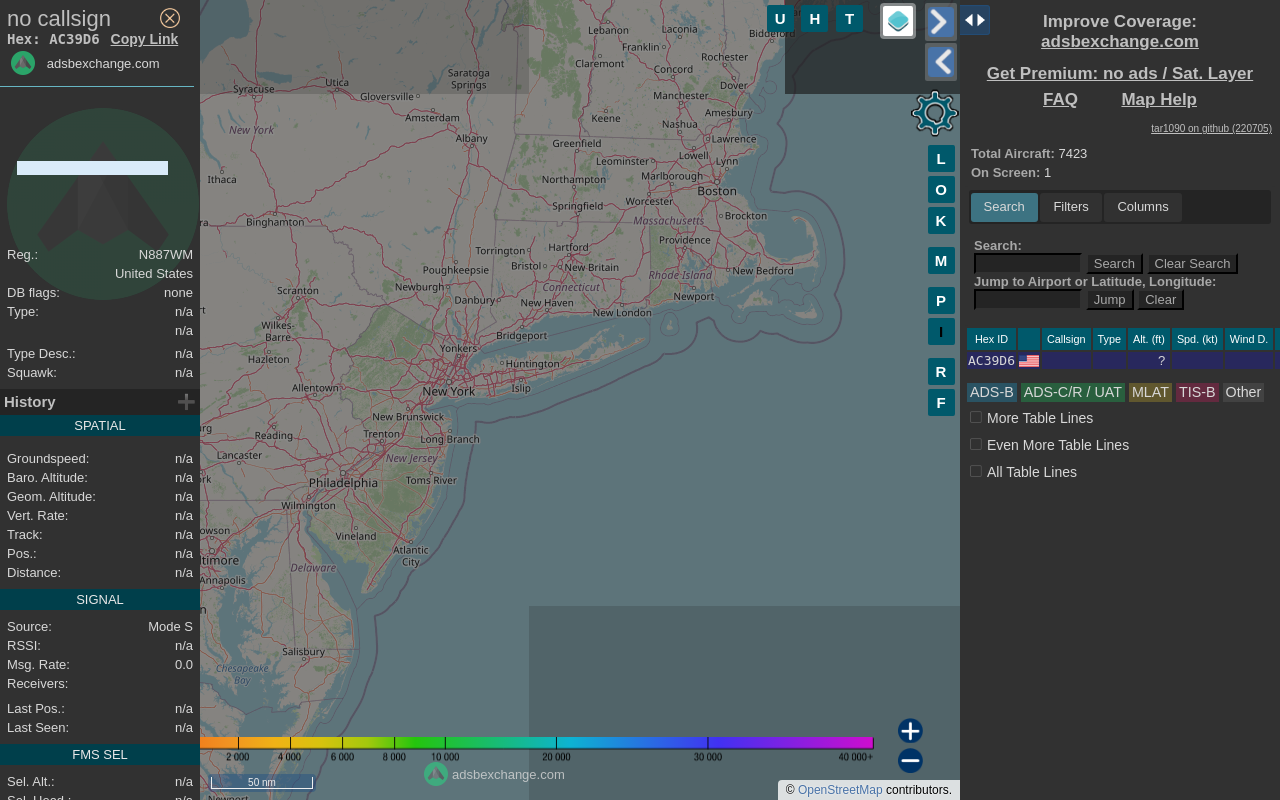 no callsign
Hex: AC39D6 Copy Link
adsbexchange.com
Reg.: N887WM
United States
DB flags: none
Type: n/a
n/a
Type Desc.: n/a
Squawk: n/a
History
SPATIAL
Groundspeed: n/a
Baro. Altitude: n/a
Geom. Altitude: n/a
Vert. Rate: n/a
Track: n/a
Pos.: n/a
Distance: n/a
SIGNAL
Source: Mode S
RSSI: n/a
Msg. Rate: 0.0
Receivers:
Last Pos.: n/a
Last Seen: n/a
FMS SEL
Sel. Alt.: n/a
U H T
L
O
K
M
P
I
R
F
Lebanon
Laconia
Franklin
Claremont
Rochester
Concord
Dover
Manchester
Amesbury
Keene
Nashua
Utica
Saratoga
Springs
Syracuse
Gloversville
Amsterdam
New York
Albany
Greenfield
Lawrence
Leominster
Lowell
Lynn
Ithaca
Northampton
Marlborough
Boston
Springfield
Worcester
Binghamton
Massachusetts
Brockton
Providence
Torrington
Hartford
Bristol
New Britain
Poughkeepsie
Rhode Island
New Bedford
Newburgh
Connecticut
Scranton
Danbury
New Haven
Newport
New London
Wilkes-
Barre
Bridgeport
Yonkers
Hazleton
Huntington
Allentown
New York
Islip
New Brunswick
Reading
Trenton
Long Branch
Lancaster
New Jersey
Philadelphia
Toms River
Wilmington
Vineland
Atlantic
City
Delaware
Annapolis
Salisbury
Chesapeake
Bay
2 000 4 000 6 000 8 000 10 000 20 000 30 000 40 000+
50 nm
adsbexchange.com
© OpenStreetMap contributors.
Improve Coverage:
adsbexchange.com
Get Premium: no ads / Sat. Layer
FAQ Map Help
tar1090 on github (220705)
Total Aircraft: 7423
On Screen: 1
Search Filters Columns
Search:
Search Clear Search
Jump to Airport or Latitude, Longitude:
Jump Clear
Hex ID Callsign Type Alt. (ft) Spd. (kt) Wind D.
AC39D6 ?
ADS-B ADS-C/R / UAT MLAT TIS-B Other
More Table Lines
Even More Table Lines
All Table Lines